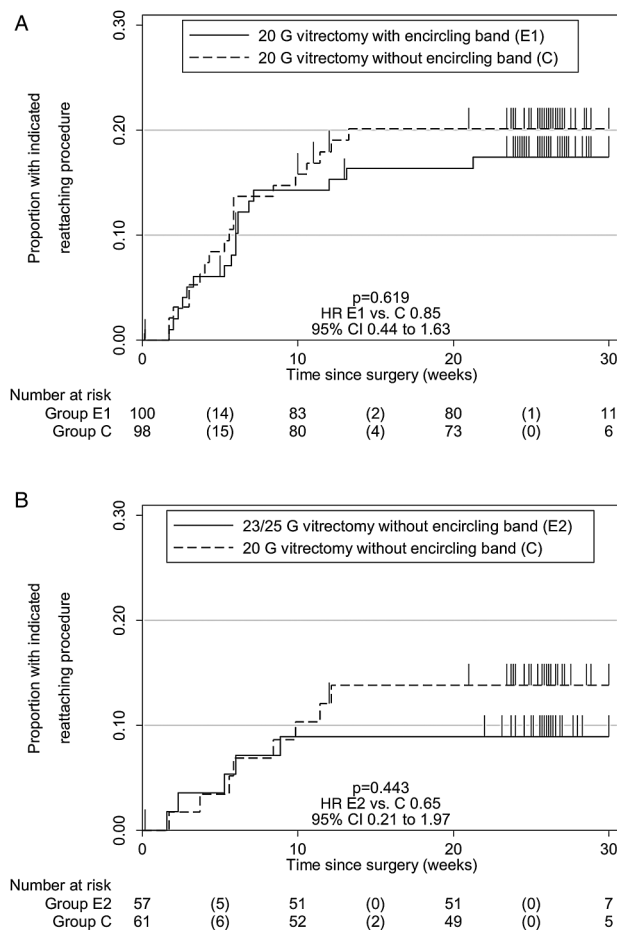 A
20 G vitrectomy with encircling band (E1)
20 G vitrectomy without encircling band (C)
0.30
0.20
0.10
0.00
Proportion with indicated
reattaching procedure
p=0.619
HR E1 vs. C 0.85
95% CI 0.44 to 1.63
0 10 20 30
Time since surgery (weeks)
Number at risk
Group E1 100 (14) 83 (2) 80 (1) 11
Group C 98 (15) 80 (4) 73 (0) 6
B
23/25 G vitrectomy without encircling band (E2)
20 G vitrectomy without encircling band (C)
0.30
0.20
0.10
0.00
Proportion with indicated
reattaching procedure
p=0.443
HR E2 vs. C 0.65
95% CI 0.21 to 1.97
0 10 20 30
Time since surgery (weeks)
Number at risk
Group E2 57 (5) 51 (0) 51 (0) 7
Group C 61 (6) 52 (2) 49 (0) 5